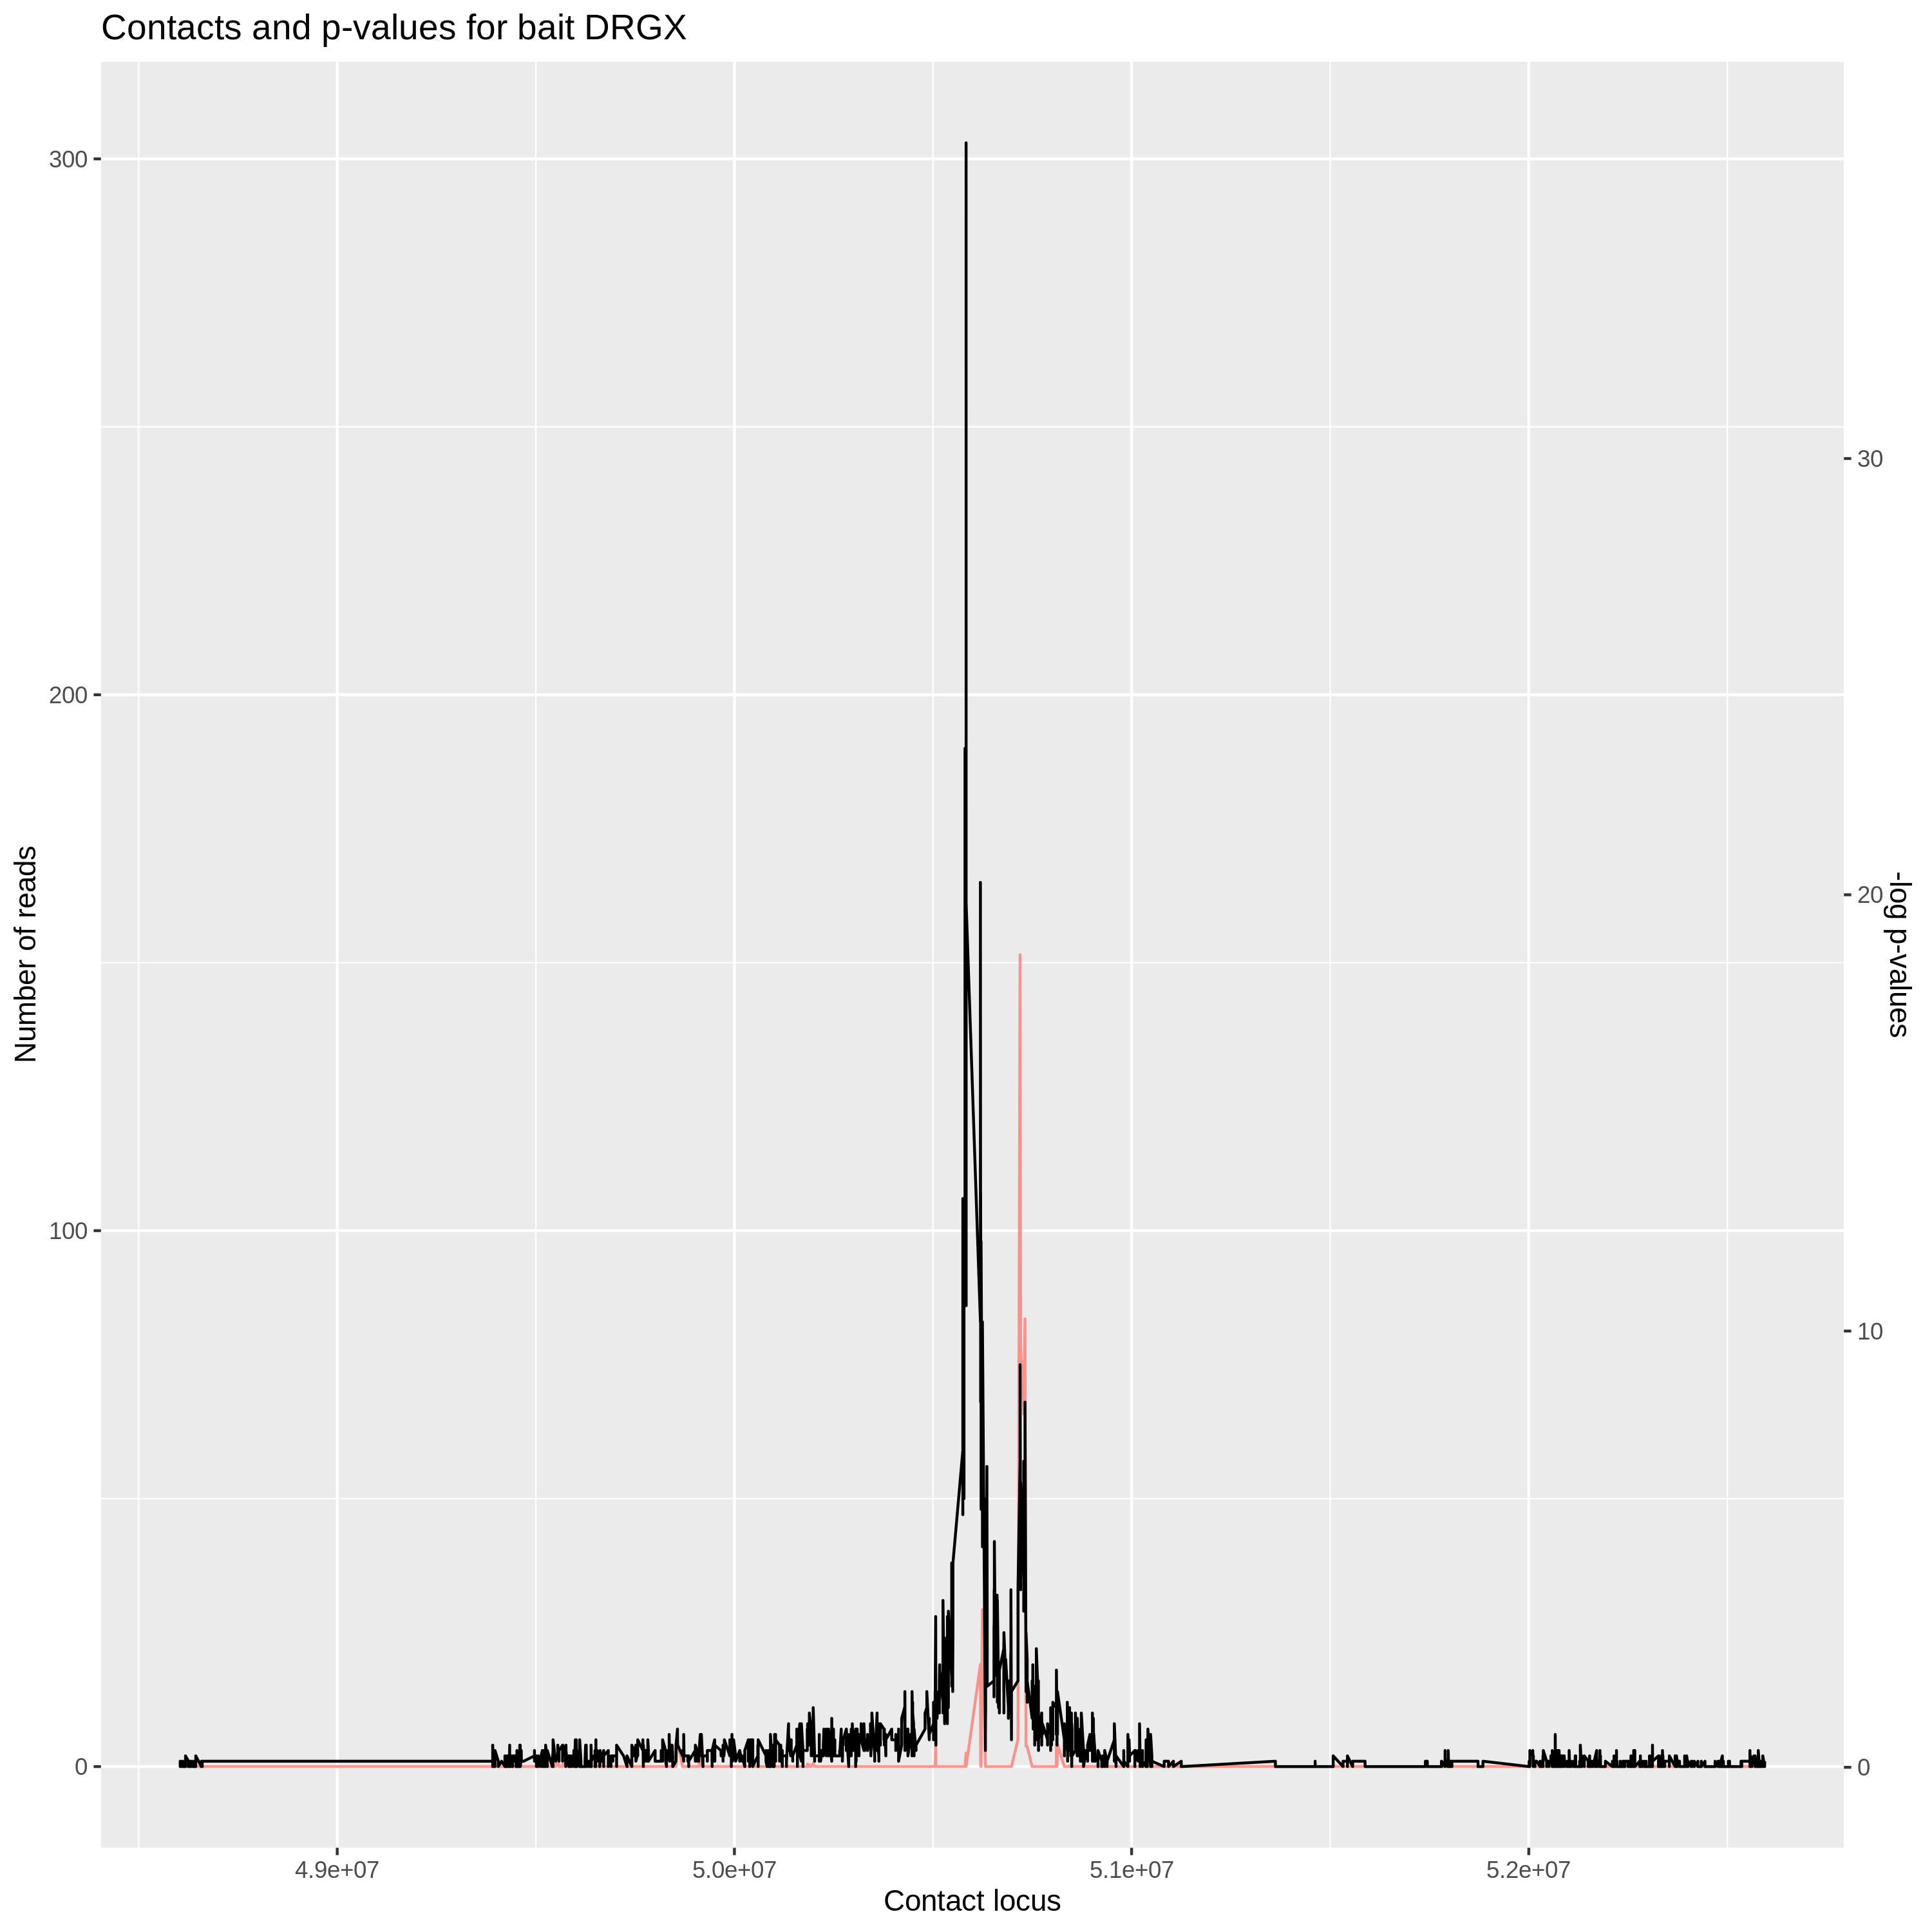 Contacts and p-values for bait DRGX
300
200
100
0
Number of reads
30
20
10
0
-log p-values
4.9e+07 5.0e+07 5.1e+07 5.2e+07
Contact locus